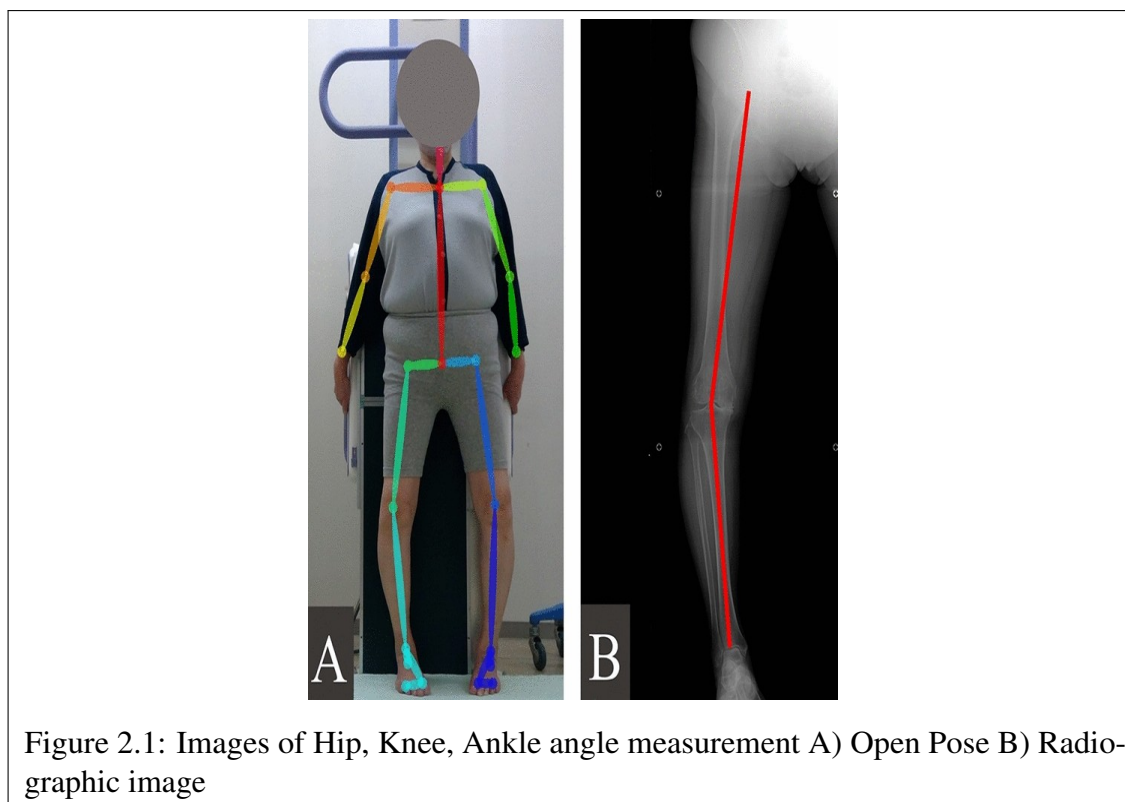 A
B
Figure 2.1: Images of Hip, Knee, Ankle angle measurement A) Open Pose B) Radio-
graphic image